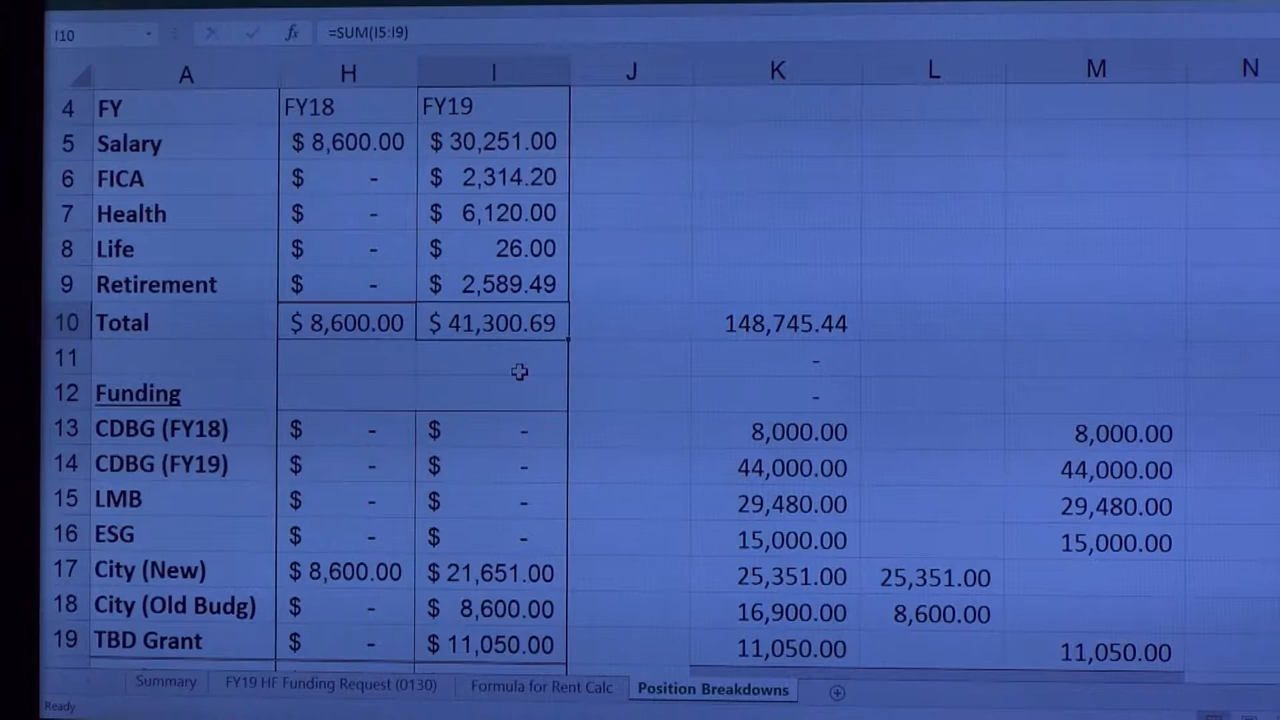 I10 fx =SUM(I5:I9)
A H I J K L M N
4 FY FY18 FY19
5 Salary $ 8,600.00 $ 30,251.00
6 FICA $ - $ 2,314.20
7 Health $ - $ 6,120.00
8 Life $ - $ 26.00
9 Retirement $ - $ 2,589.49
10 Total $ 8,600.00 $ 41,300.69 148,745.44
11 -
12 Funding -
13 CDBG (FY18) $ - $ - 8,000.00 8,000.00
14 CDBG (FY19) $ - $ - 44,000.00 44,000.00
15 LMB $ - $ - 29,480.00 29,480.00
16 ESG $ - $ - 15,000.00 15,000.00
17 City (New) $ 8,600.00 $ 21,651.00 25,351.00 25,351.00
18 City (Old Budg) $ - $ 8,600.00 16,900.00 8,600.00
19 TBD Grant $ - $ 11,050.00 11,050.00 11,050.00
Summary FY19 HF Funding Request (0130) Formula for Rent Calc Position Breakdowns
Ready